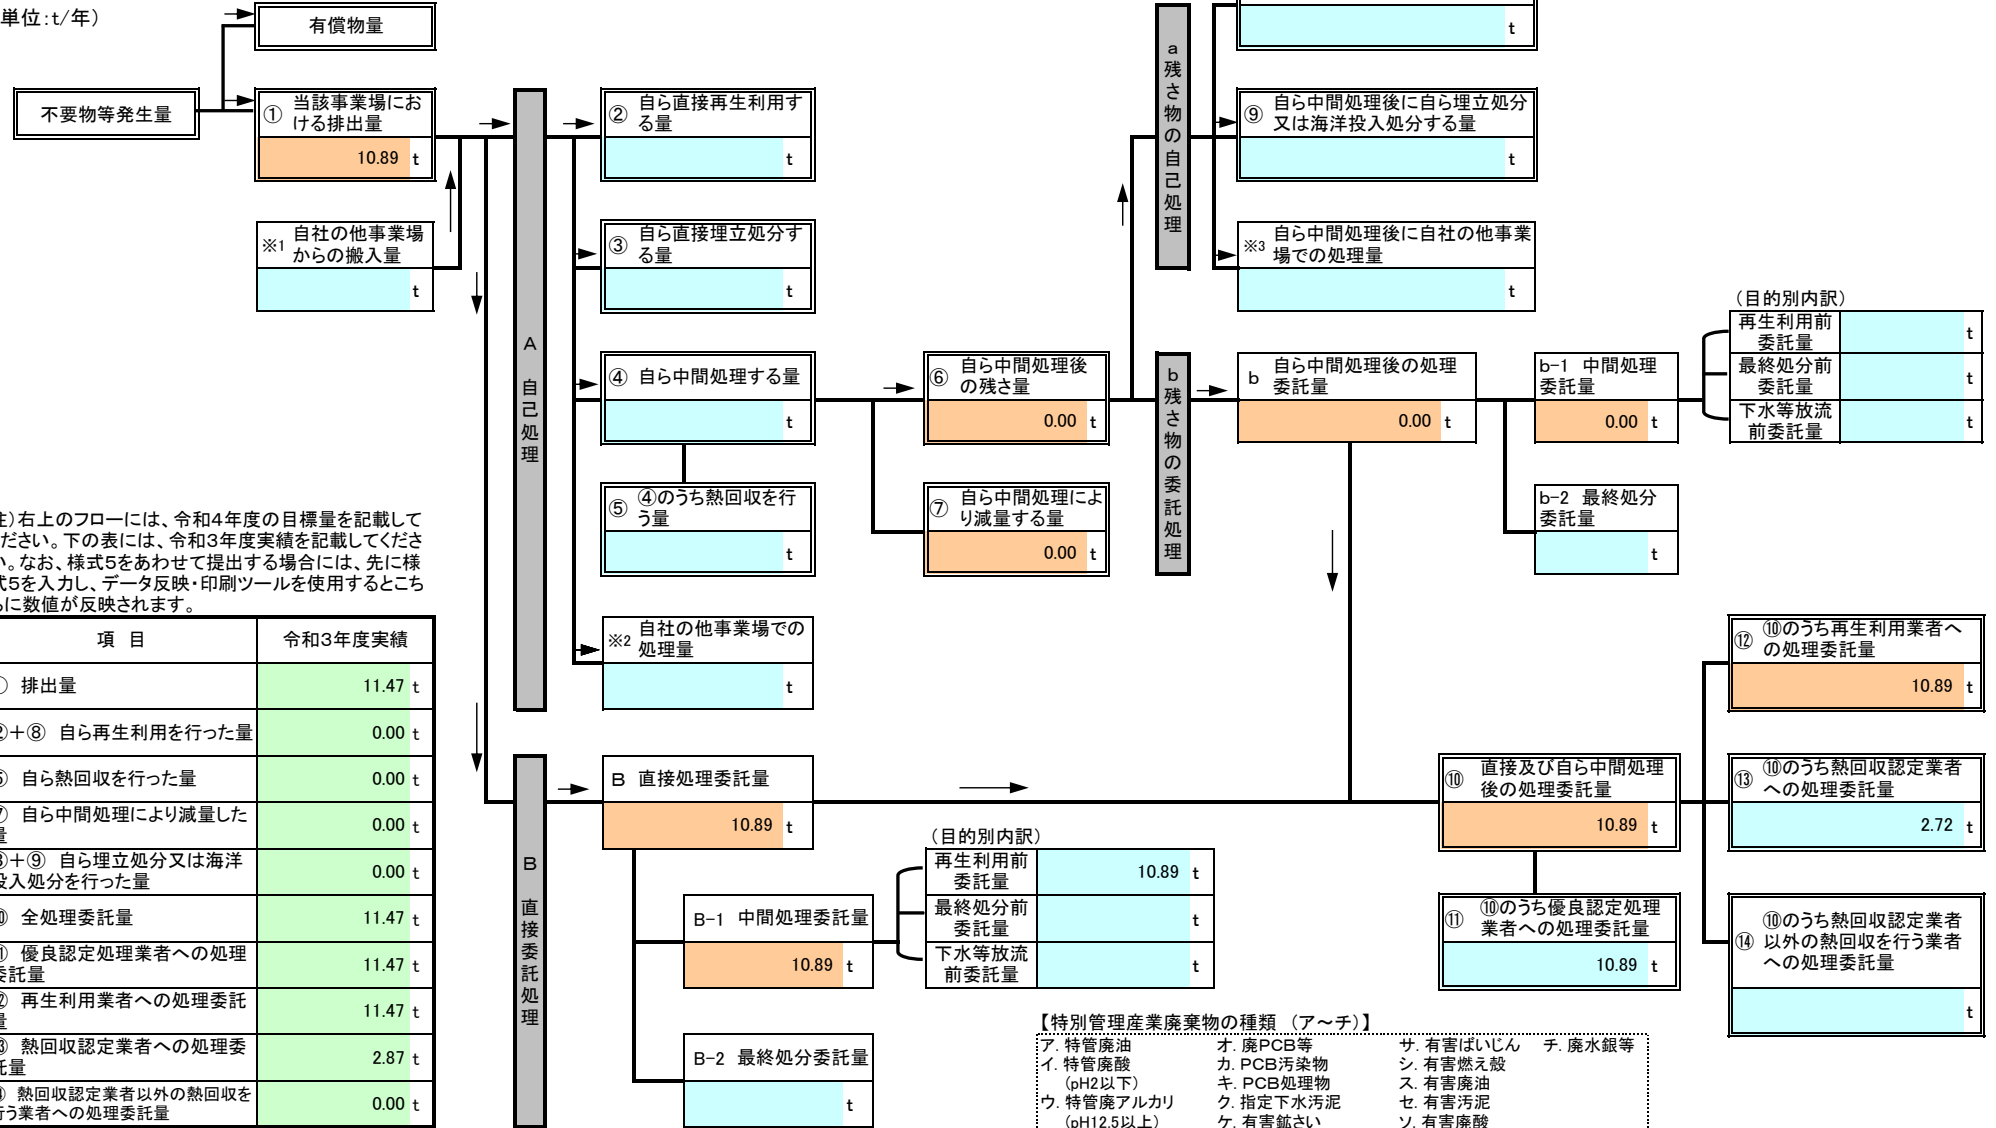 単位:t/年）
有償物量
不要物等発生量
① 当該事業場にお
ける排出量
10.89 t
※1 自社の他事業場
からの搬入量
t
A 自己処理
② 自ら直接再生利用す
る量
t
③ 自ら直接埋立処分す
る量
t
④ 自ら中間処理する量
t
⑤ ④のうち熱回収を行
う量
t
※2 自社の他事業場での
処理量
t
⑥ 自ら中間処理後
の残さ量
0.00 t
⑦ 自ら中間処理によ
り減量する量
0.00 t
a 残さ物の自己処理
t
⑨ 自ら中間処理後に自ら埋立処分
又は海洋投入処分する量
t
※3 自ら中間処理後に自社の他事業
場での処理量
t
b 残さ物の委託処理
b 自ら中間処理後の処理
委託量
0.00 t
b-1 中間処理
委託量
0.00 t
b-2 最終処分
委託量
t
（目的別内訳）
再生利用前
委託量
t
最終処分前
委託量
t
下水等放流
前委託量
t
注）右上のフローには、令和4年度の目標量を記載して
ください。下の表には、令和3年度実績を記載してくださ
い。なお、様式5をあわせて提出する場合には、先に様
式5を入力し、データ反映・印刷ツールを使用するとこち
らに数値が反映されます。
項 目 令和3年度実績
① 排出量 11.47 t
②+⑧ 自ら再生利用を行った量 0.00 t
⑤ 自ら熱回収を行った量 0.00 t
⑦ 自ら中間処理により減量した
量 0.00 t
③+⑨ 自ら埋立処分又は海洋
投入処分を行った量 0.00 t
⑩ 全処理委託量 11.47 t
⑪ 優良認定処理業者への処理
委託量 11.47 t
⑫ 再生利用業者への処理委託
量 11.47 t
⑬ 熱回収認定業者への処理委
託量 2.87 t
⑭ 熱回収認定業者以外の熱回収を
行う業者への処理委託量 0.00 t
B 直接委託処理
B 直接処理委託量
10.89 t
B-1 中間処理委託量
10.89 t
B-2 最終処分委託量
t
（目的別内訳）
再生利用前
委託量
10.89 t
最終処分前
委託量
t
下水等放流
前委託量
t
⑩ 直接及び自ら中間処理
後の処理委託量
10.89 t
⑪ ⑩のうち優良認定処理
業者への処理委託量
10.89 t
⑫ ⑩のうち再生利用業者へ
の処理委託量
10.89 t
⑬ ⑩のうち熱回収認定業者
への処理委託量
2.72 t
⑭ ⑩のうち熱回収認定業者
以外の熱回収を行う業者
への処理委託量
t
【特別管理産業廃棄物の種類 （ア～チ）】
ア. 特管廃油 オ. 廃PCB等 サ. 有害ばいじん チ. 廃水銀等
イ. 特管廃酸 カ. PCB汚染物 シ. 有害燃え殻
（pH2以下） キ. PCB処理物 ス. 有害廃油
ウ. 特管廃アルカリ ク. 指定下水汚泥 セ. 有害汚泥
（pH12.5以上） ケ. 有害鉱さい ソ. 有害廃酸